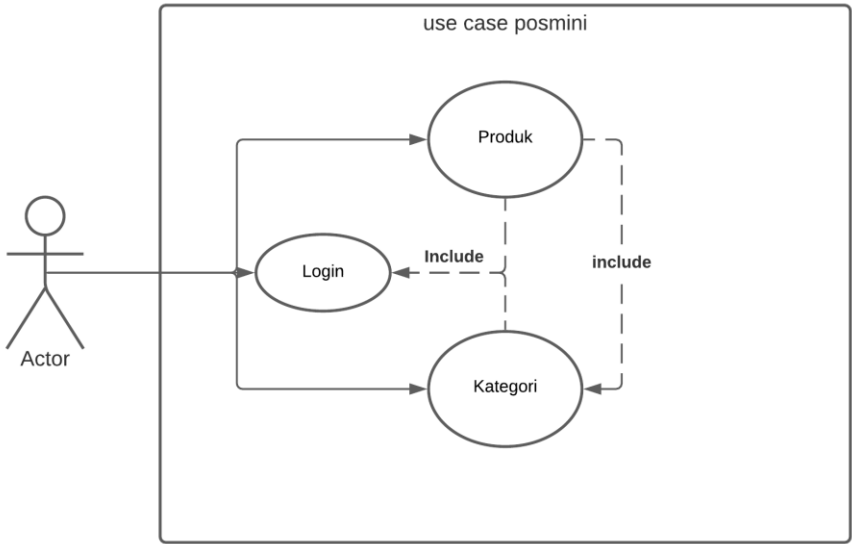 use case posmini
Produk
Include
include
Login
Actor
Kategori